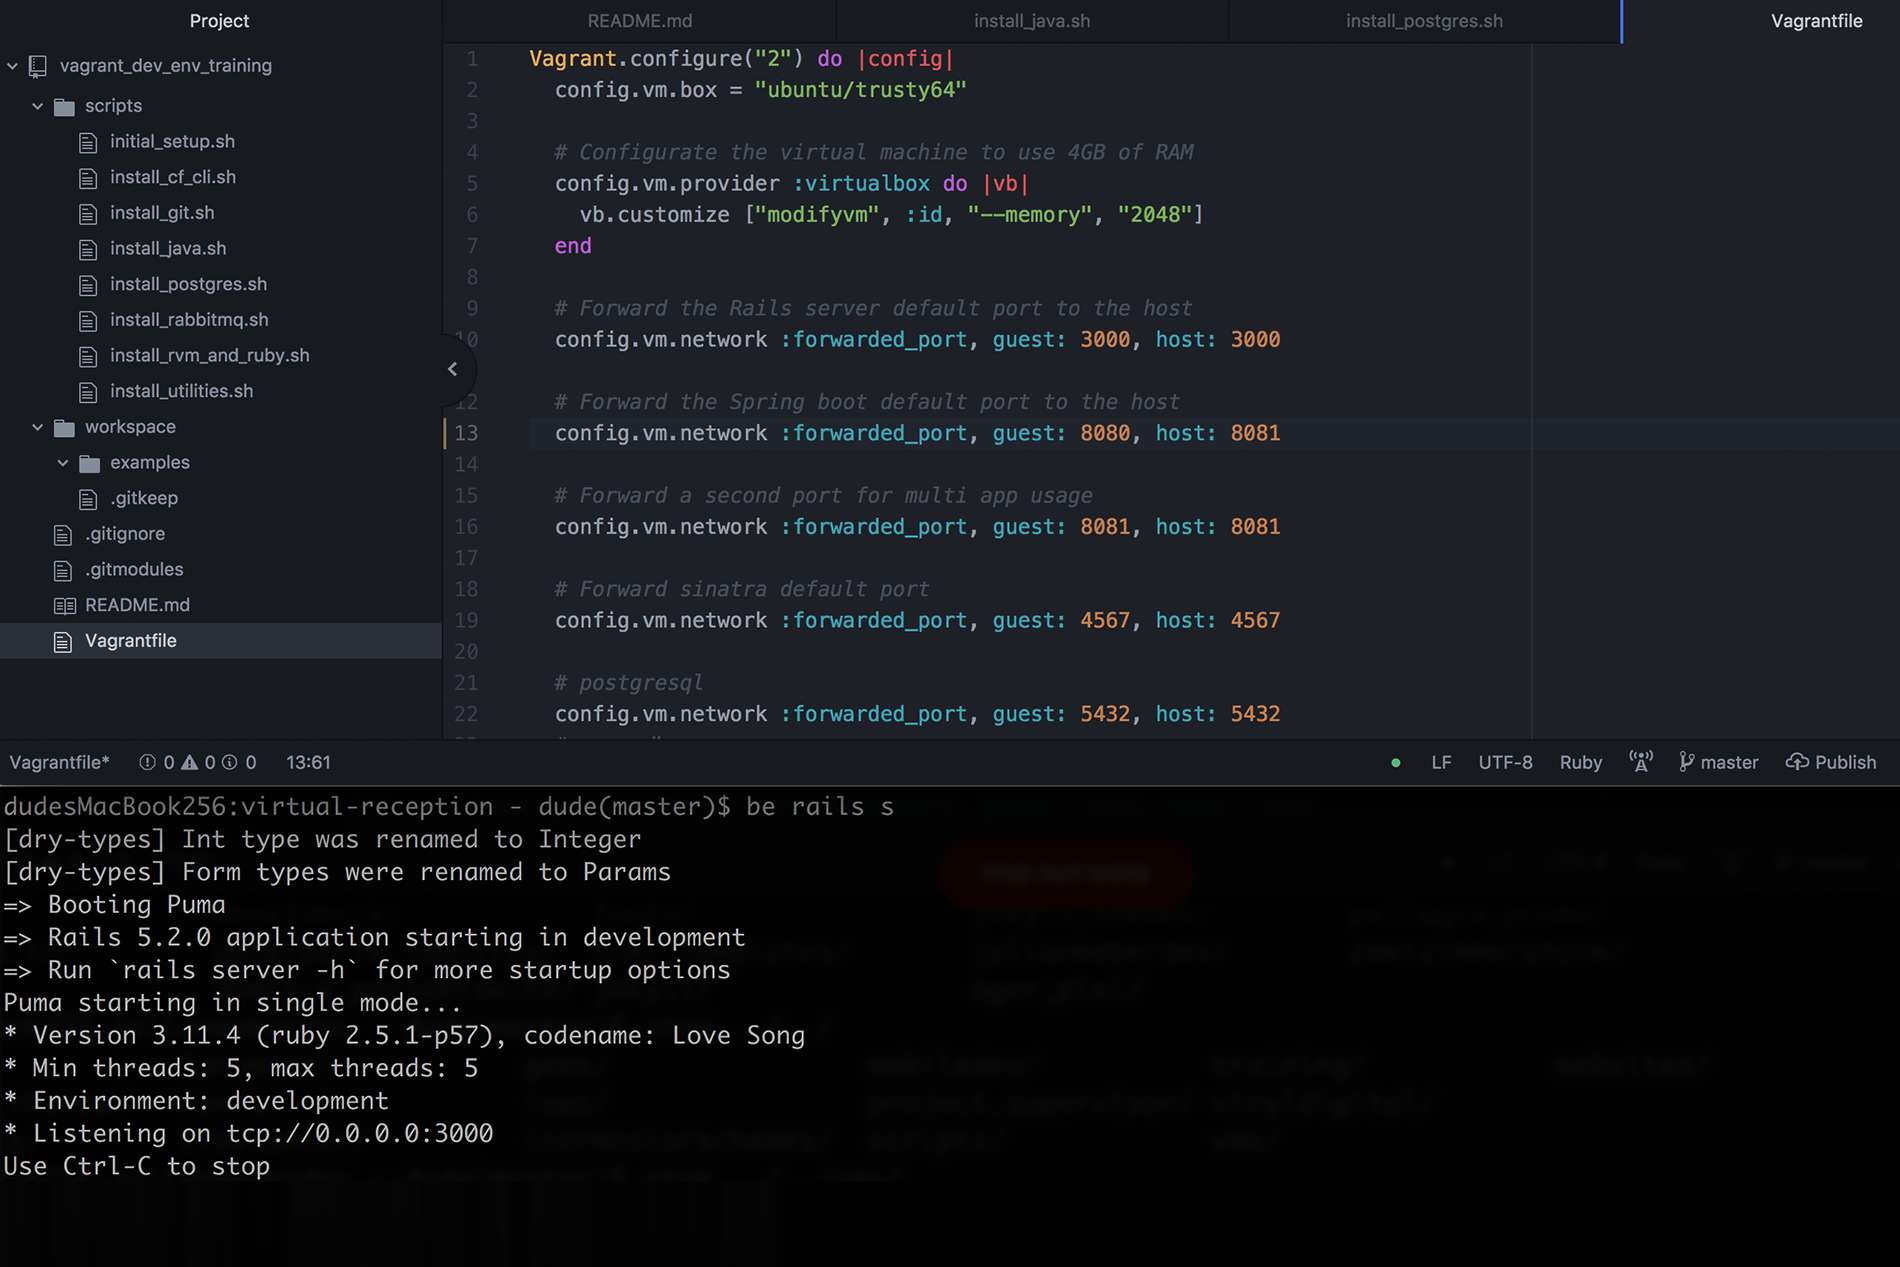 Project
README.md
install_java.sh
install_postgres.sh
Vagrantfile
vagrant_dev_env_training
scripts
initial_setup.sh
install_cf_cli.sh
install_git.sh
install_java.sh
install_postgres.sh
install_rabbitmq.sh
install_rvm_and_ruby.sh
install_utilities.sh
workspace
examples
.gitkeep
.gitignore
.gitmodules
README.md
Vagrantfile
1 Vagrant.configure("2") do |config|
2 config.vm.box = "ubuntu/trusty64"
3
4 # Configurate the virtual machine to use 4GB of RAM
5 config.vm.provider :virtualbox do |vb|
6 vb.customize ["modifyvm", :id, "--memory", "2048"]
7 end
8
9 # Forward the Rails server default port to the host
10 config.vm.network :forwarded_port, guest: 3000, host: 3000
12 # Forward the Spring boot default port to the host
13 config.vm.network :forwarded_port, guest: 8080, host: 8081
14
15 # Forward a second port for multi app usage
16 config.vm.network :forwarded_port, guest: 8081, host: 8081
17
18 # Forward sinatra default port
19 config.vm.network :forwarded_port, guest: 4567, host: 4567
20
21 # postgresql
22 config.vm.network :forwarded_port, guest: 5432, host: 5432
Vagrantfile* 0 0 0 13:61 LF UTF-8 Ruby master Publish
dudesMacBook256:virtual-reception - dude(master)$ be rails s
[dry-types] Int type was renamed to Integer
[dry-types] Form types were renamed to Params
=> Booting Puma
=> Rails 5.2.0 application starting in development
=> Run `rails server -h` for more startup options
Puma starting in single mode...
* Version 3.11.4 (ruby 2.5.1-p57), codename: Love Song
* Min threads: 5, max threads: 5
* Environment: development
* Listening on tcp://0.0.0.0:3000
Use Ctrl-C to stop